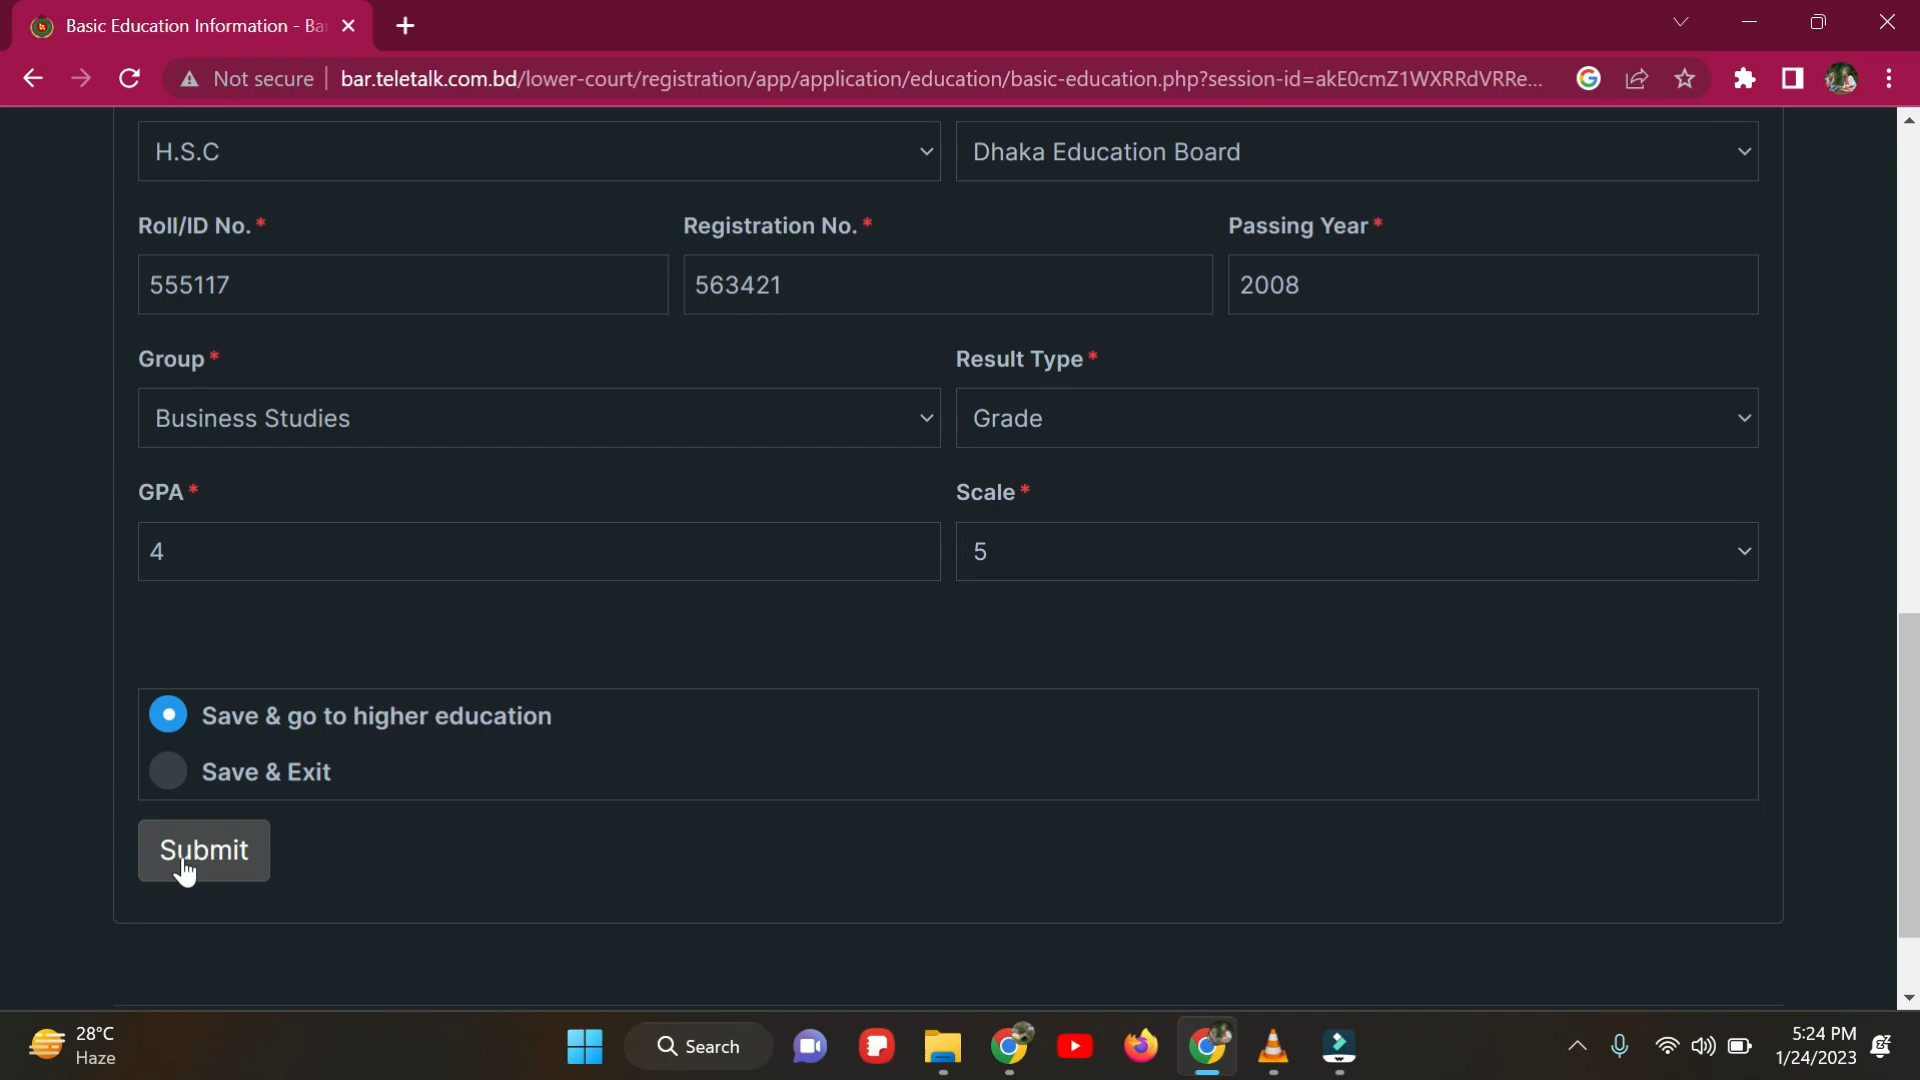 Basic Education Information - Ba
Not secure
bar.teletalk.com.bd/lower-court/registration/app/application/education/basic-education.php?session-id=akE0cmZ1WXRRdVRRe...
H.S.C
Dhaka Education Board
Roll/ID No.*
Registration No.*
Passing Year*
555117
563421
2008
Group*
Result Type*
Business Studies
Grade
GPA*
Scale*
4
5
Save & go to higher education
Save & Exit
Submit
28°C
Haze
Search
5:24 PM
1/24/2023